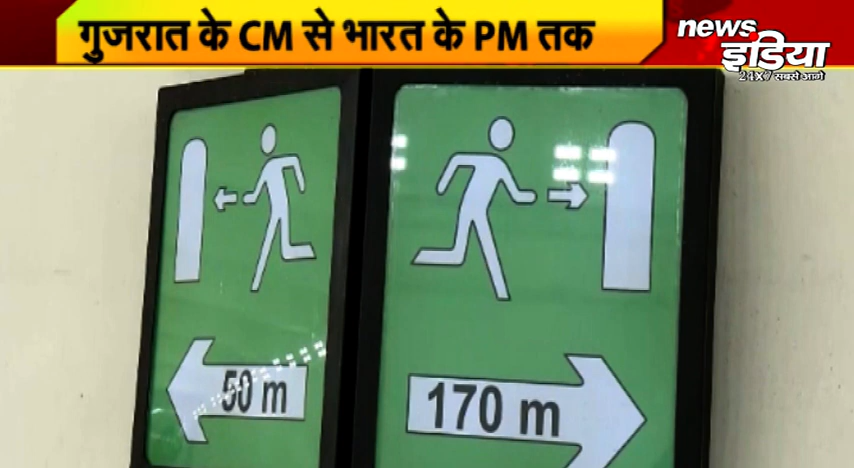 गुजरात के CM से भारत के PM तक
news
इंडिया
24x7 सबसे आगे
50 m
170 m